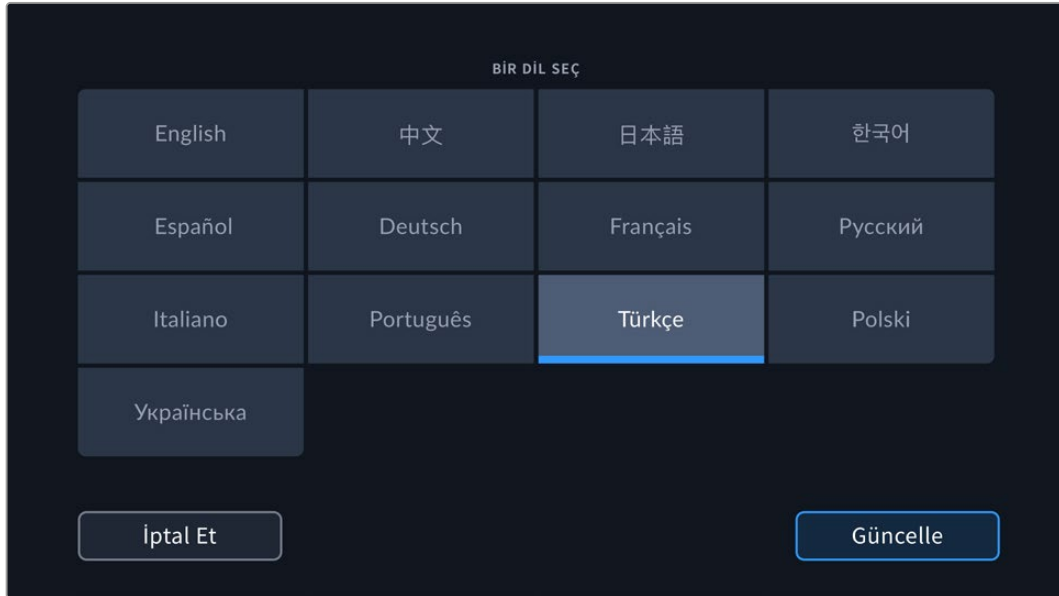 BİR DİL SEÇ
English
中文
日本語
한국어
Español
Deutsch
Français
Русский
Italiano
Português
Türkçe
Polski
Українська
İptal Et
Güncelle